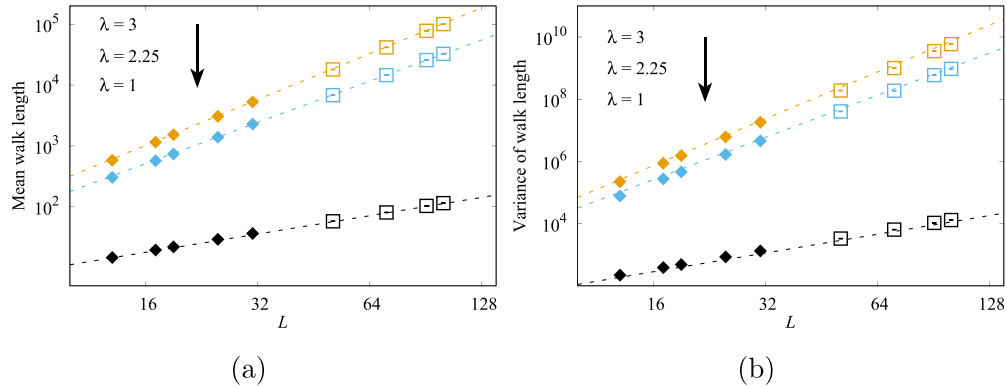 10^5
10^4
10^3
10^2
Mean walk length
λ = 3
λ = 2.25
λ = 1
16
32
64
128
L
(a)
10^10
10^8
10^6
10^4
Variance of walk length
λ = 3
λ = 2.25
λ = 1
16
32
64
128
L
(b)